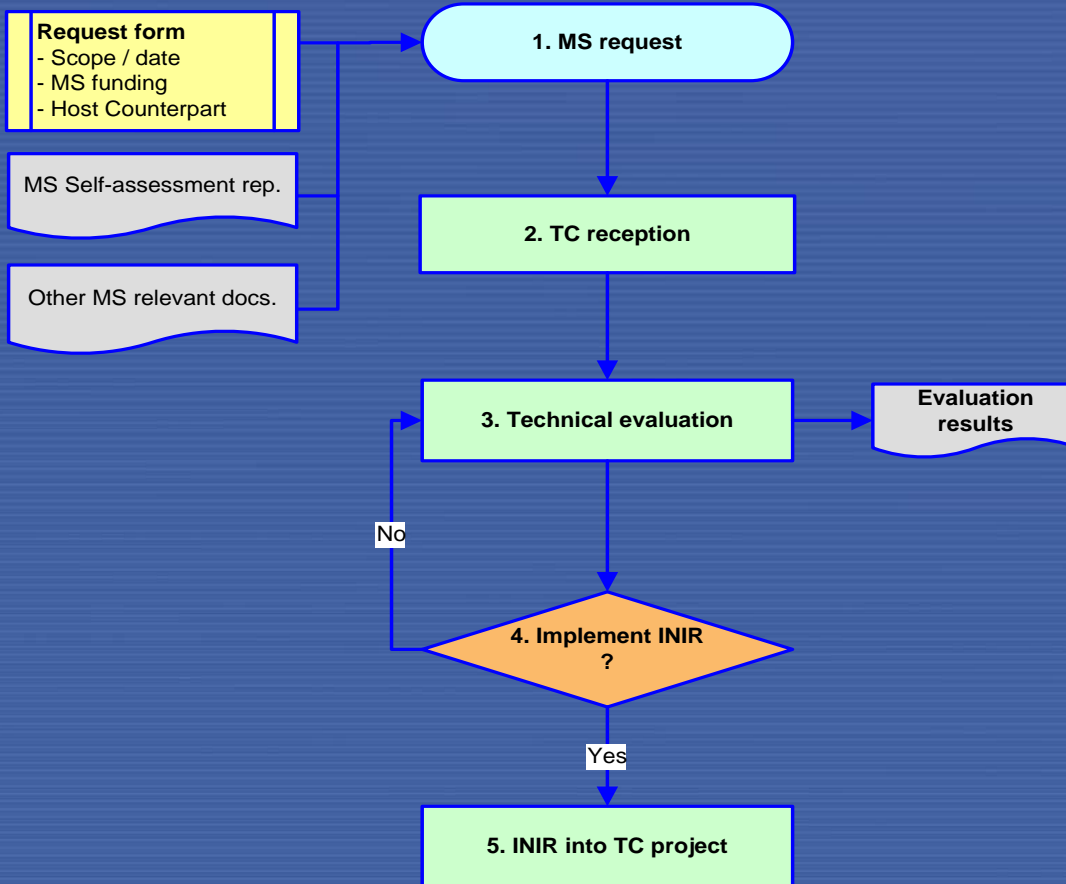 Request form
- Scope / date
- MS funding
- Host Counterpart
1. MS request
MS Self-assessment rep.
2. TC reception
Other MS relevant docs.
3. Technical evaluation
Evaluation
results
No
4. Implement INIR
?
Yes
5. INIR into TC project